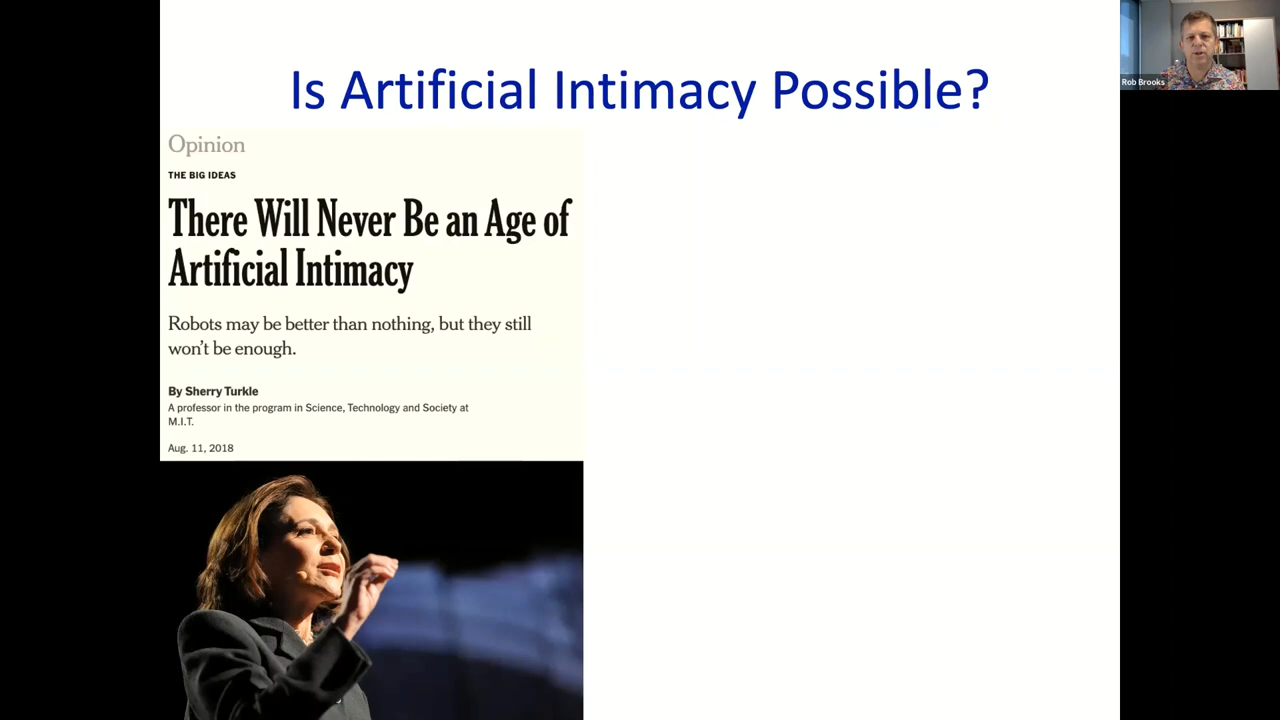 Is Artificial Intimacy Possible?
Rob Brooks
Opinion
THE BIG IDEAS
There Will Never Be an Age of
Artificial Intimacy
Robots may be better than nothing, but they still
won't be enough.
By Sherry Turkle
A professor in the program in Science, Technology and Society at
M.I.T.
Aug. 11, 2018